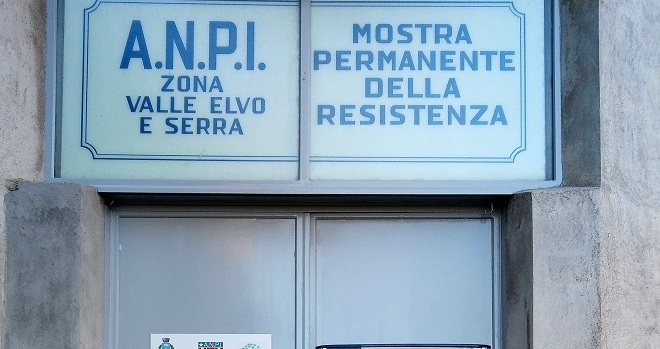 A.N.P.I.
ZONA
VALLE ELVO
E SERRA
MOSTRA
PERMANENTE
DELLA
RESISTENZA
A.N.P.I.